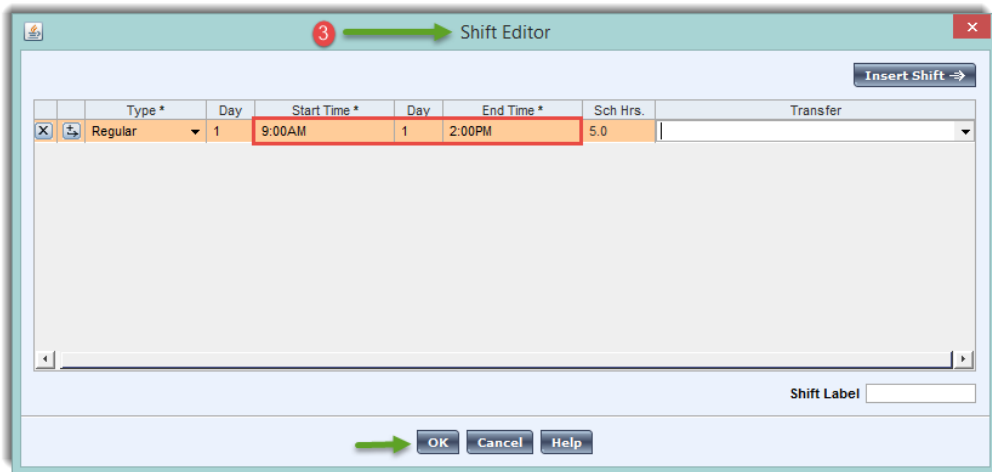 3 Shift Editor
Insert Shift
Type * Day Start Time * Day End Time * Sch Hrs. Transfer
Regular 1 9:00AM 1 2:00PM 5.0
Shift Label
OK Cancel Help